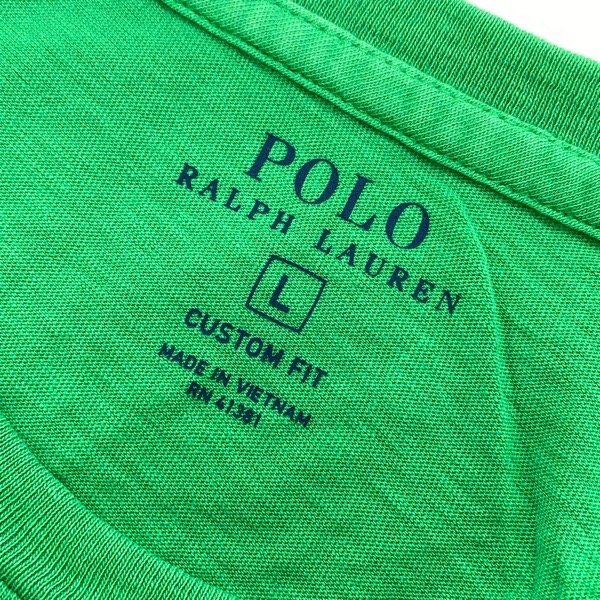 POLO
RALPH LAUREN
L
CUSTOM FIT
MADE IN VIETNAM
RN 41381